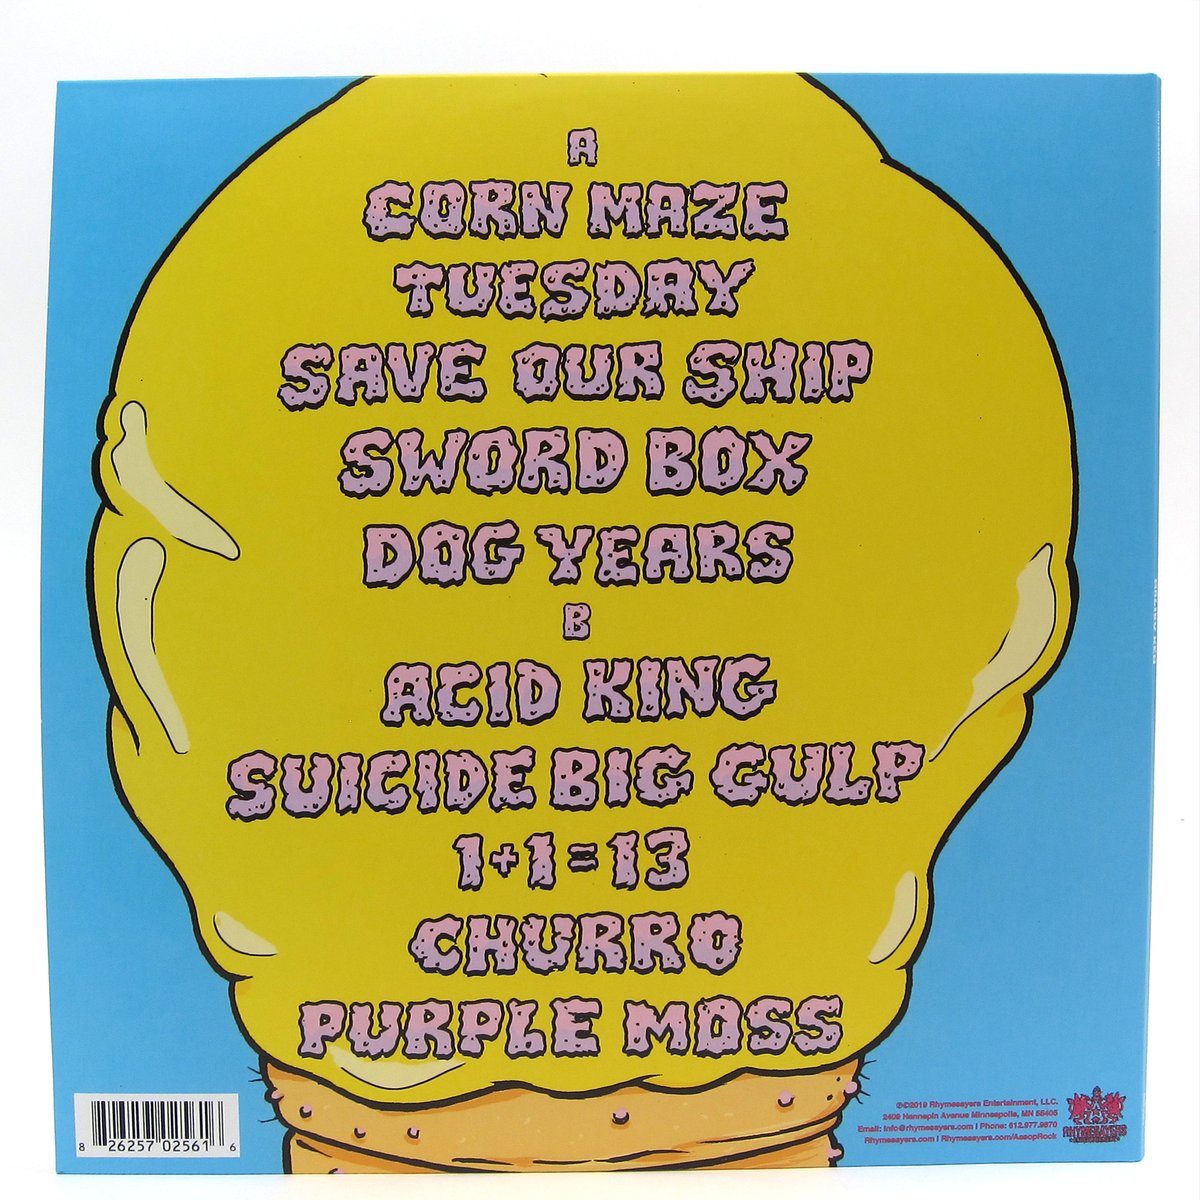 A
CORN MAZE
TUESDAY
SAVE OUR SHIP
SWORD BOX
DOG YEARS
B
ACID KING
SUICIDE BIG GULP
1+1=13
CHURRO
PURPLE MOSS
8 26257 02561 6
℗©2019 Rhymesayers Entertainment, LLC.
2409 Hennepin Avenue Minneapolis, MN 55405
Email: info@rhymesayers.com | Phone: 612.977.9870
Rhymesayers.com | Rhymesayers.com/AesopRock
RHYMESAYERS